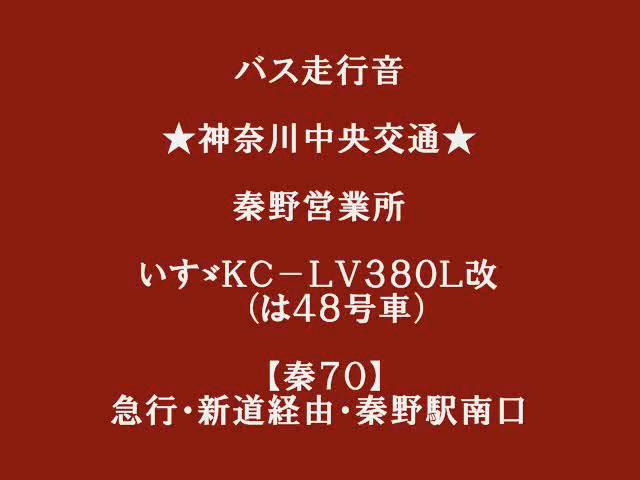 バス走行音
★神奈川中央交通★
秦野営業所
いすゞKC－LV380L改
（は48号車）
【秦70】
急行・新道経由・秦野駅南口